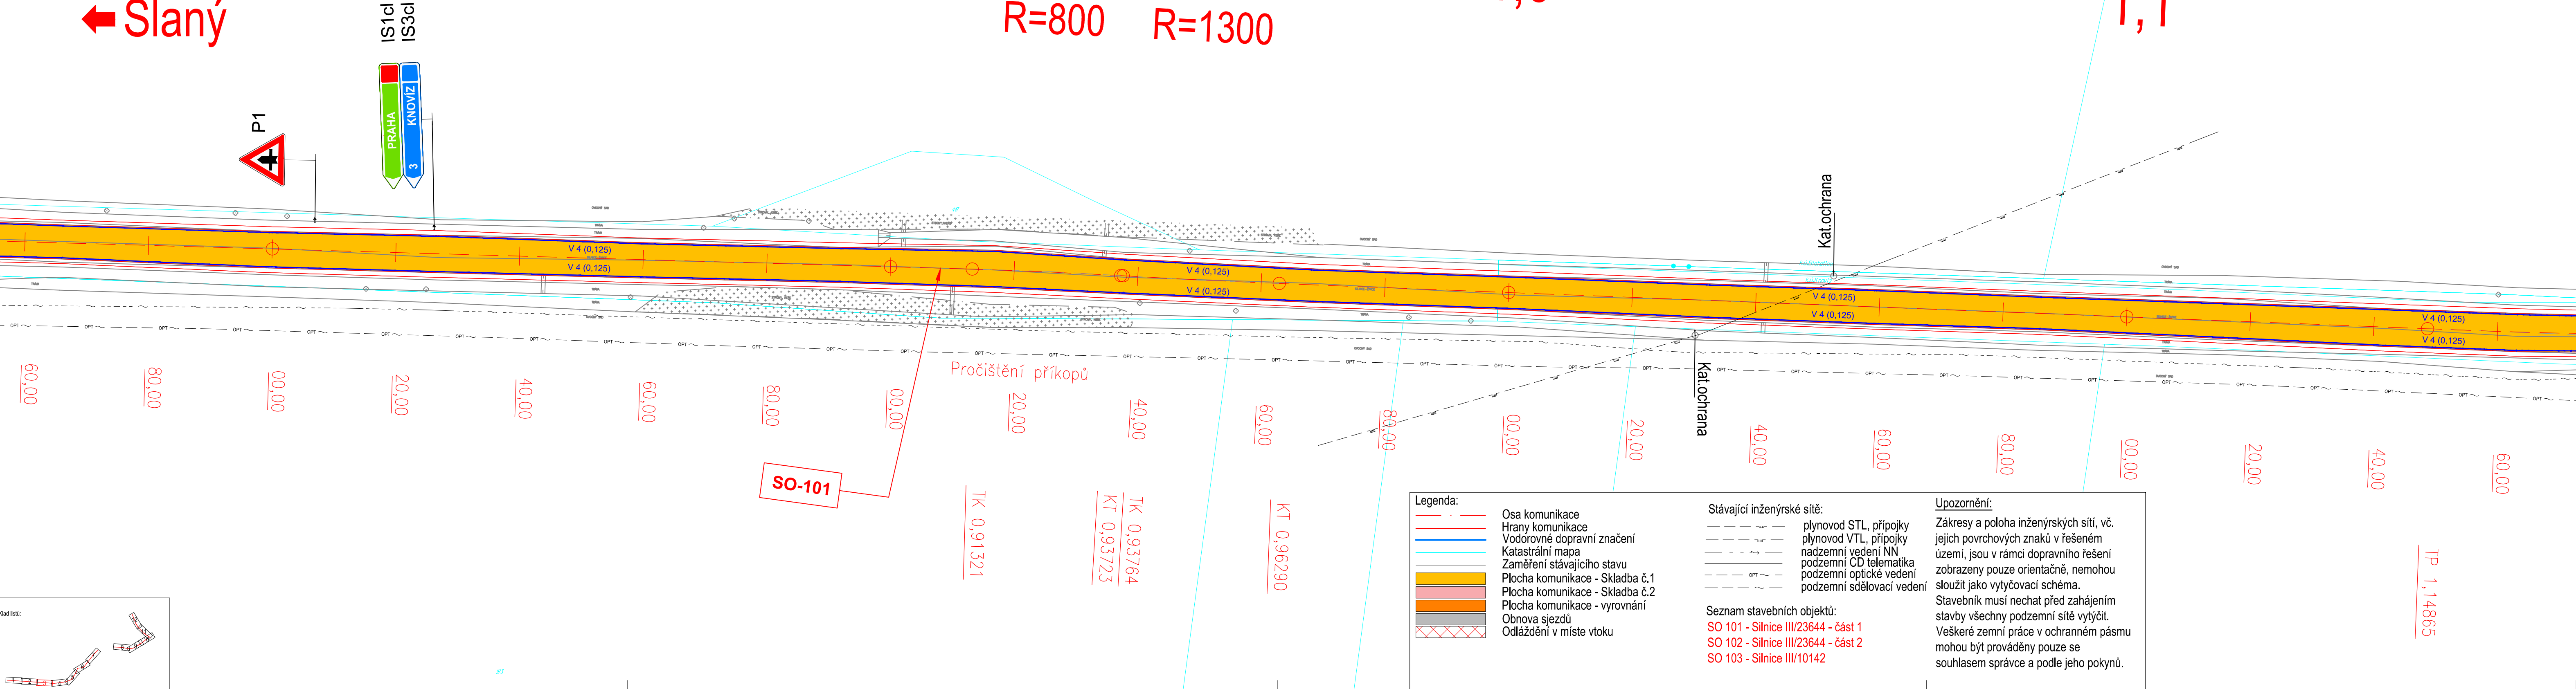 Slaný
IS1cl
IS3cl
R=800
R=1300
P1
PRAHA
KNOVÍZ
3
V 4 (0,125)
V 4 (0,125)
V 4 (0,125)
V 4 (0,125)
V 4 (0,125)
V 4 (0,125)
V 4 (0,125)
V 4 (0,125)
Kat.ochrana
Kat.ochrana
Pročištění příkopů
60,00
80,00
00,00
20,00
40,00
60,00
80,00
00,00
20,00
40,00
60,00
80,00
00,00
20,00
40,00
60,00
80,00
00,00
20,00
40,00
60,00
SO-101
TK 0,91321
KT 0,93723
TK 0,93764
KT 0,96290
TP 1,14865
Legenda:
Osa komunikace
Hrany komunikace
Vodorovné dopravní značení
Katastrální mapa
Zaměření stávajícího stavu
Plocha komunikace - Skladba č.1
Plocha komunikace - Skladba č.2
Plocha komunikace - vyrovnání
Obnova sjezdů
Odláždění v místě vtoku
Stávající inženýrské sítě:
plynovod STL, přípojky
plynovod VTL, přípojky
nadzemní vedení NN
podzemní CD telematika
OPT
podzemní optické vedení
podzemní sdělovací vedení
Seznam stavebních objektů:
SO 101 - Silnice III/23644 - část 1
SO 102 - Silnice III/23644 - část 2
SO 103 - Silnice III/10142
Upozornění:
Zákresy a poloha inženýrských sítí, vč.
jejich povrchových znaků v řešeném
území, jsou v rámci dopravního řešení
zobrazeny pouze orientačně, nemohou
sloužit jako vytyčovací schéma.
Stavebník musí nechat před zahájením
stavby všechny podzemní sítě vytýčit.
Veškeré zemní práce v ochranném pásmu
mohou být prováděny pouze se
souhlasem správce a podle jeho pokynů.
Klad listů: